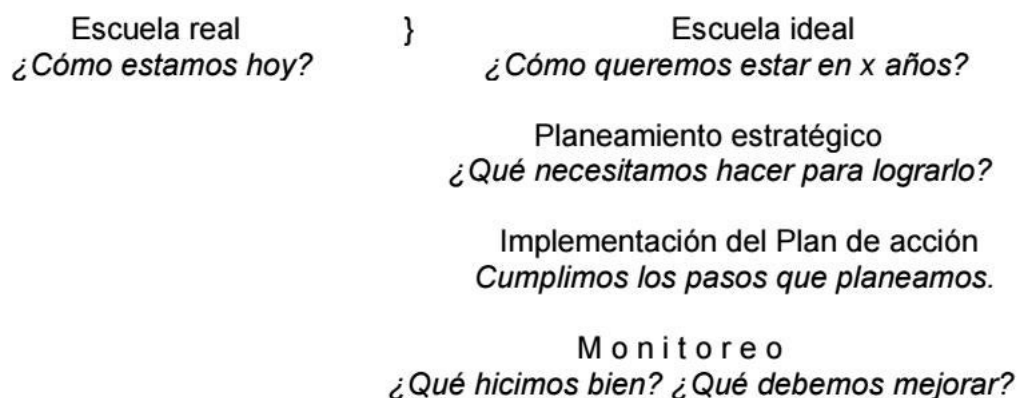 Escuela real } Escuela ideal
¿Cómo estamos hoy? ¿Cómo queremos estar en x años?
Planeamiento estratégico
¿Qué necesitamos hacer para lograrlo?
Implementación del Plan de acción
Cumplimos los pasos que planeamos.
M o n i t o r e o
¿Qué hicimos bien? ¿Qué debemos mejorar?